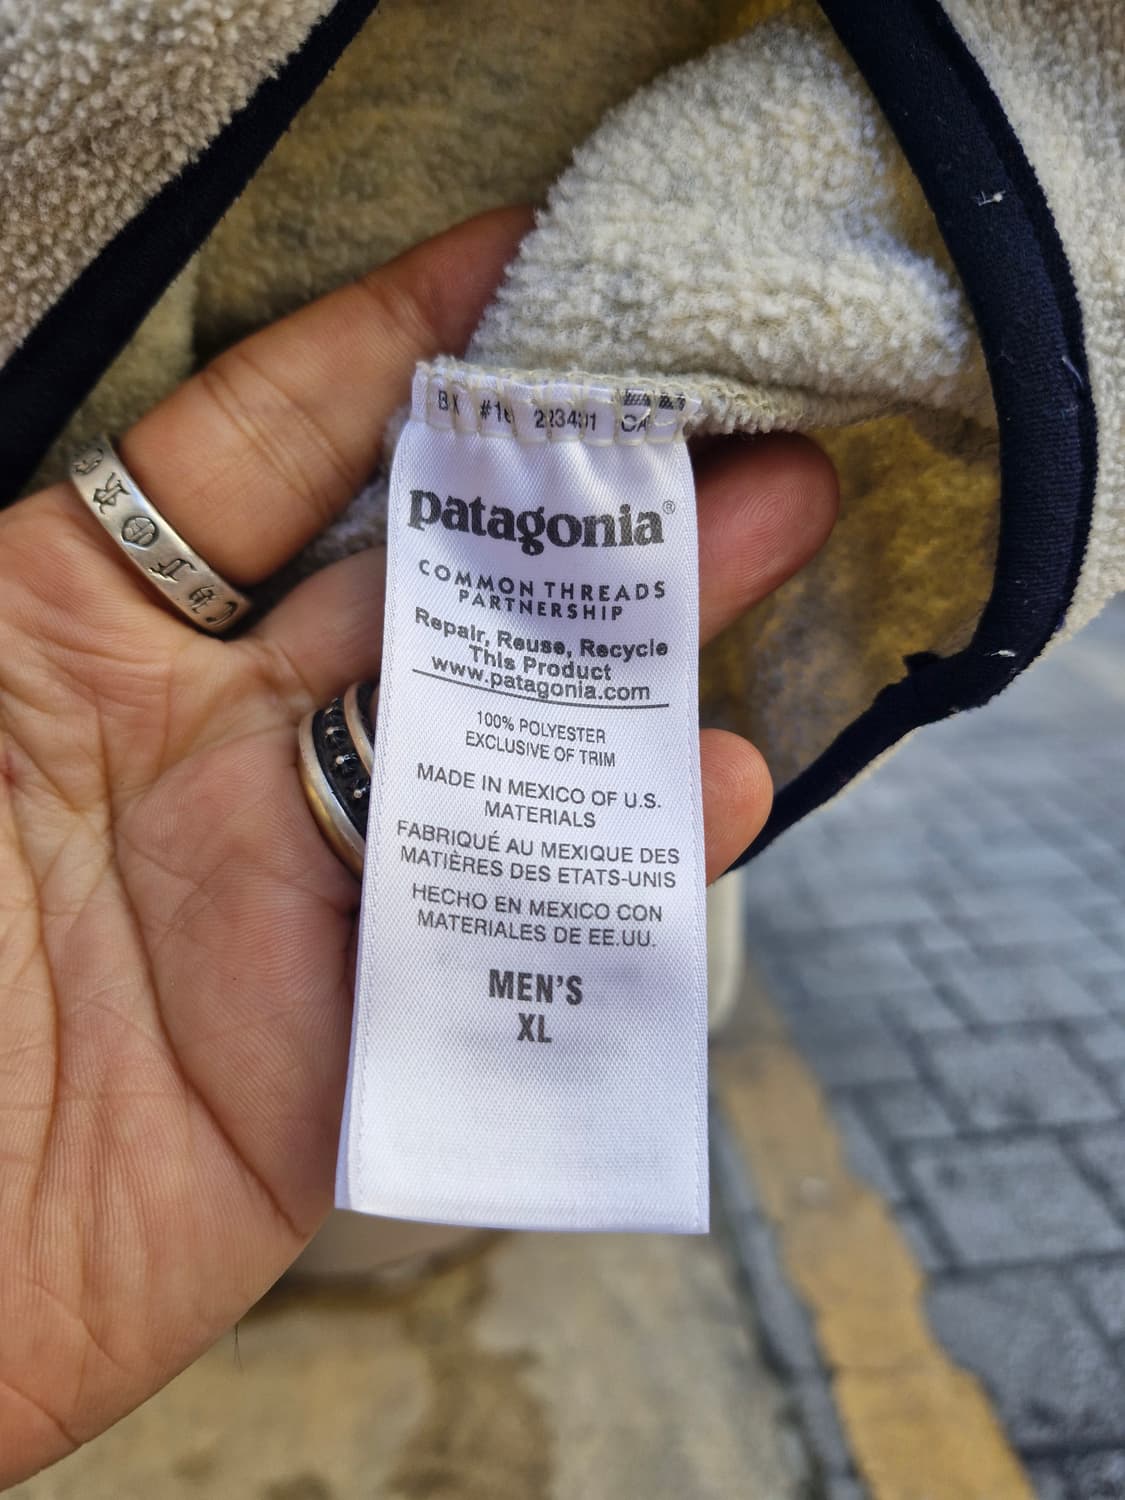 patagonia®
COMMON THREADS
PARTNERSHIP
Repair, Reuse, Recycle
This Product
www.patagonia.com
100% POLYESTER
EXCLUSIVE OF TRIM
MADE IN MEXICO OF U.S.
MATERIALS
FABRIQUÉ AU MEXIQUE DES
MATIÈRES DES ETATS-UNIS
HECHO EN MEXICO CON
MATERIALES DE EE.UU.
MEN'S
XL